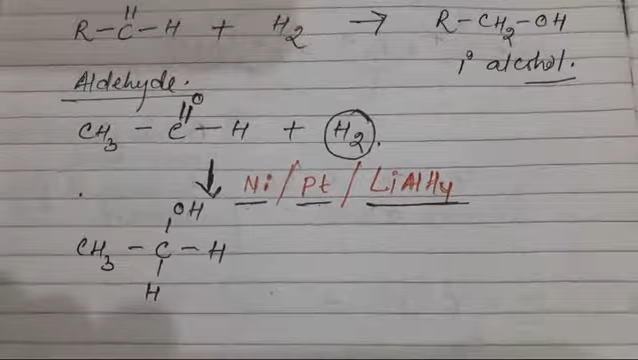 R-C-H + H2 → R-CH2-OH
1° alcohol.
Aldehyde.
O
CH3 - C - H + H2.
Ni / Pt / LiAlH4
OH
CH3 - C - H
H